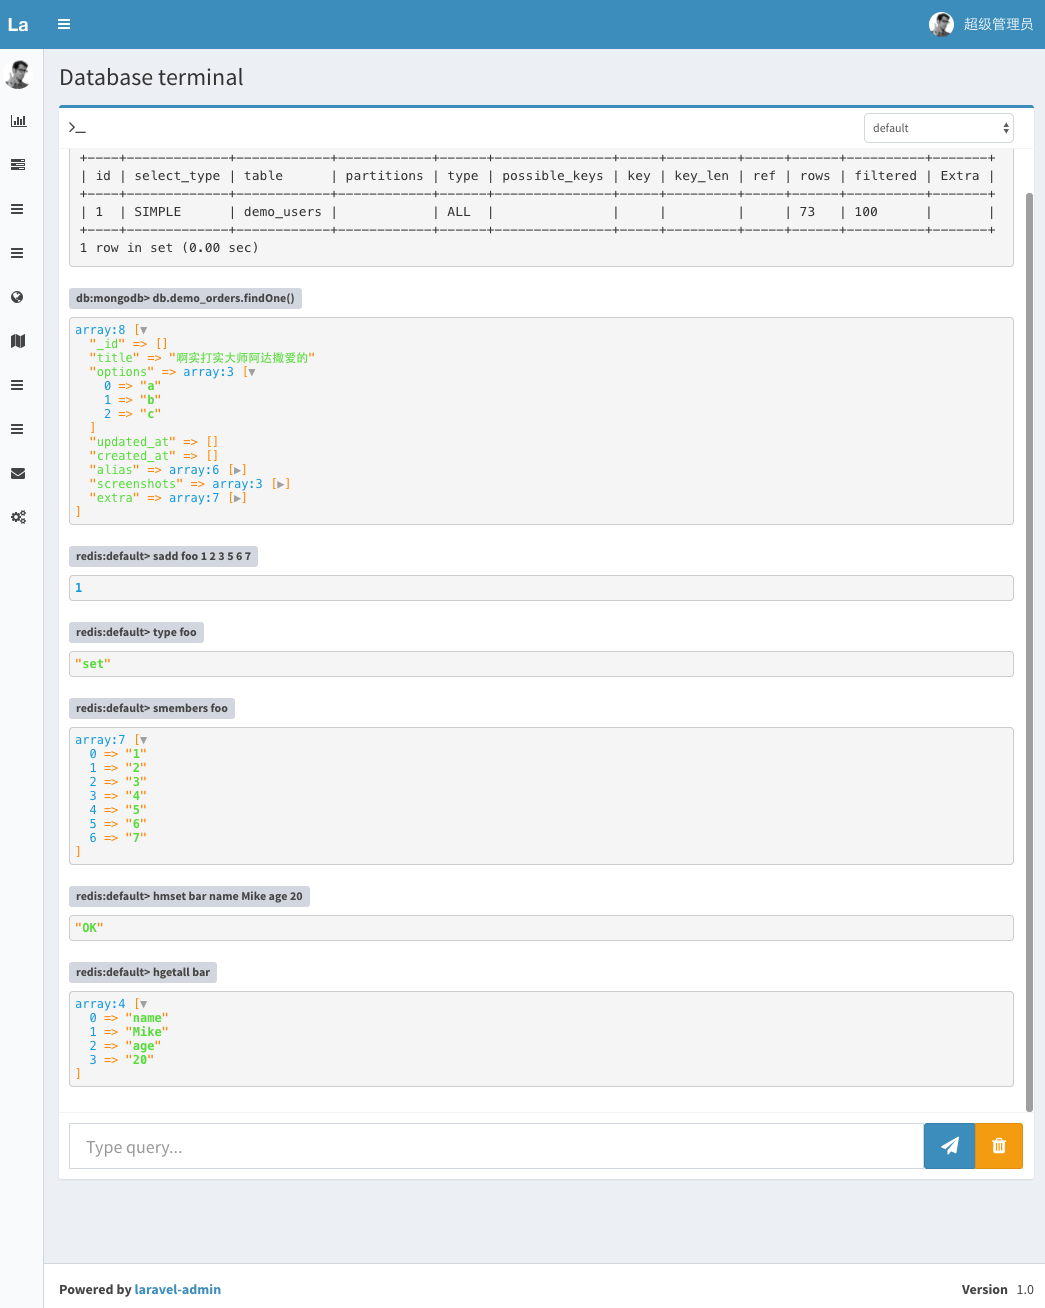 La
超级管理员
Database terminal
>_
default
+----+-------------+------------+------------+------+---------------+-----+---------+-----+------+----------+-------+
| id | select_type | table      | partitions | type | possible_keys | key | key_len | ref | rows | filtered | Extra |
+----+-------------+------------+------------+------+---------------+-----+---------+-----+------+----------+-------+
| 1  | SIMPLE      | demo_users |            | ALL  |               |     |         |     | 73   | 100      |       |
+----+-------------+------------+------------+------+---------------+-----+---------+-----+------+----------+-------+
1 row in set (0.00 sec)
db:mongodb> db.demo_orders.findOne()
array:8 [▼
  "_id" => []
  "title" => "啊实打实大师阿达撒爱的"
  "options" => array:3 [▼
    0 => "a"
    1 => "b"
    2 => "c"
  ]
  "updated_at" => []
  "created_at" => []
  "alias" => array:6 [▶]
  "screenshots" => array:3 [▶]
  "extra" => array:7 [▶]
]
redis:default> sadd foo 1 2 3 5 6 7
1
redis:default> type foo
"set"
redis:default> smembers foo
array:7 [▼
  0 => "1"
  1 => "2"
  2 => "3"
  3 => "4"
  4 => "5"
  5 => "6"
  6 => "7"
]
redis:default> hmset bar name Mike age 20
"OK"
redis:default> hgetall bar
array:4 [▼
  0 => "name"
  1 => "Mike"
  2 => "age"
  3 => "20"
]
Type query...
Powered by laravel-admin
Version 1.0